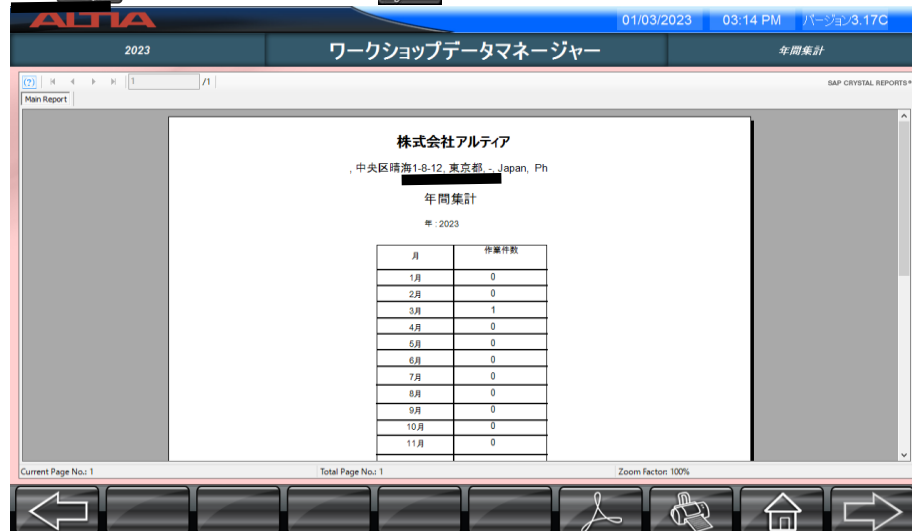 ALTIA
01/03/2023 03:14 PM バージョン3.17C
2023 ワークショップデータマネージャー 年間集計
(?) 1 /1 SAP CRYSTAL REPORTS®
Main Report
株式会社アルティア
, 中央区晴海1-8-12, 東京都, -, Japan, Ph
年間集計
年 : 2023
月 作業件数
1月 0
2月 0
3月 1
4月 0
5月 0
6月 0
7月 0
8月 0
9月 0
10月 0
11月 0
Current Page No.: 1 Total Page No.: 1 Zoom Factor: 100%